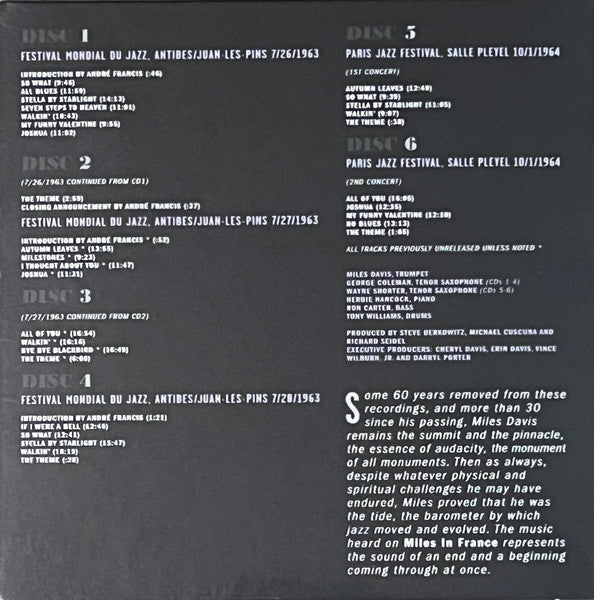 DISC 1
FESTIVAL MONDIAL DU JAZZ, ANTIBES/JUAN-LES-PINS 7/26/1963
INTRODUCTION BY ANDRÉ FRANCIS (:46)
SO WHAT (9:46)
ALL BLUES (11:50)
STELLA BY STARLIGHT (14:13)
SEVEN STEPS TO HEAVEN (11:01)
WALKIN' (10:43)
MY FUNNY VALENTINE (9:55)
JOSHUA (11:02)
DISC 2
(7/26/1963 CONTINUED FROM CD1)
THE THEME (2:59)
CLOSING ANNOUNCEMENT BY ANDRÉ FRANCIS (:37)
FESTIVAL MONDIAL DU JAZZ, ANTIBES/JUAN-LES-PINS 7/27/1963
INTRODUCTION BY ANDRÉ FRANCIS * (:52)
AUTUMN LEAVES * (13:55)
MILESTONES * (9:23)
I THOUGHT ABOUT YOU * (11:47)
JOSHUA * (11:31)
DISC 3
(7/27/1963 CONTINUED FROM CD2)
ALL OF YOU * (16:54)
WALKIN' * (16:16)
BYE BYE BLACKBIRD * (16:49)
THE THEME * (6:00)
DISC 4
FESTIVAL MONDIAL DU JAZZ, ANTIBES/JUAN-LES-PINS 7/28/1963
INTRODUCTION BY ANDRÉ FRANCIS (1:21)
IF I WERE A BELL (12:46)
SO WHAT (12:41)
STELLA BY STARLIGHT (15:47)
WALKIN' (16:19)
THE THEME (:28)
DISC 5
PARIS JAZZ FESTIVAL, SALLE PLEYEL 10/1/1964
(1ST CONCERT)
AUTUMN LEAVES (12:40)
SO WHAT (9:39)
STELLA BY STARLIGHT (11:05)
WALKIN' (9:07)
THE THEME (:38)
DISC 6
PARIS JAZZ FESTIVAL, SALLE PLEYEL 10/1/1964
(2ND CONCERT)
ALL OF YOU (16:05)
JOSHUA (12:35)
MY FUNNY VALENTINE (12:58)
NO BLUES (13:13)
THE THEME (1:05)
ALL TRACKS PREVIOUSLY UNRELEASED UNLESS NOTED *
MILES DAVIS, TRUMPET
GEORGE COLEMAN, TENOR SAXOPHONE (CDs 1-4)
WAYNE SHORTER, TENOR SAXOPHONE (CDs 5-6)
HERBIE HANCOCK, PIANO
RON CARTER, BASS
TONY WILLIAMS, DRUMS
PRODUCED BY STEVE BERKOWITZ, MICHAEL CUSCUNA AND
RICHARD SEIDEL
EXECUTIVE PRODUCERS: CHERYL DAVIS, ERIN DAVIS, VINCE
WILBURN, JR. AND DARRYL PORTER
Some 60 years removed from these
recordings, and more than 30
since his passing, Miles Davis
remains the summit and the pinnacle,
the essence of audacity, the monument
of all monuments. Then as always,
despite whatever physical and
spiritual challenges he may have
endured, Miles proved that he was
the tide, the barometer by which
jazz moved and evolved. The music
heard on Miles In France represents
the sound of an end and a beginning
coming through at once.